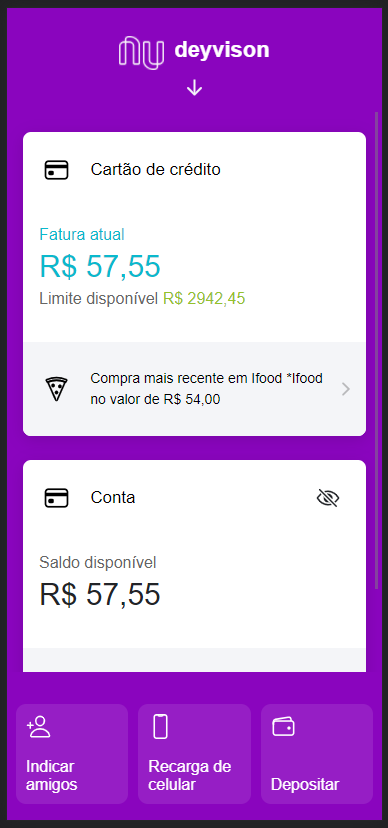 nu deyvison
Cartão de crédito
Fatura atual
R$ 57,55
Limite disponível R$ 2942,45
Compra mais recente em Ifood *Ifood
no valor de R$ 54,00
Conta
Saldo disponível
R$ 57,55
Indicar
amigos
Recarga de
celular
Depositar